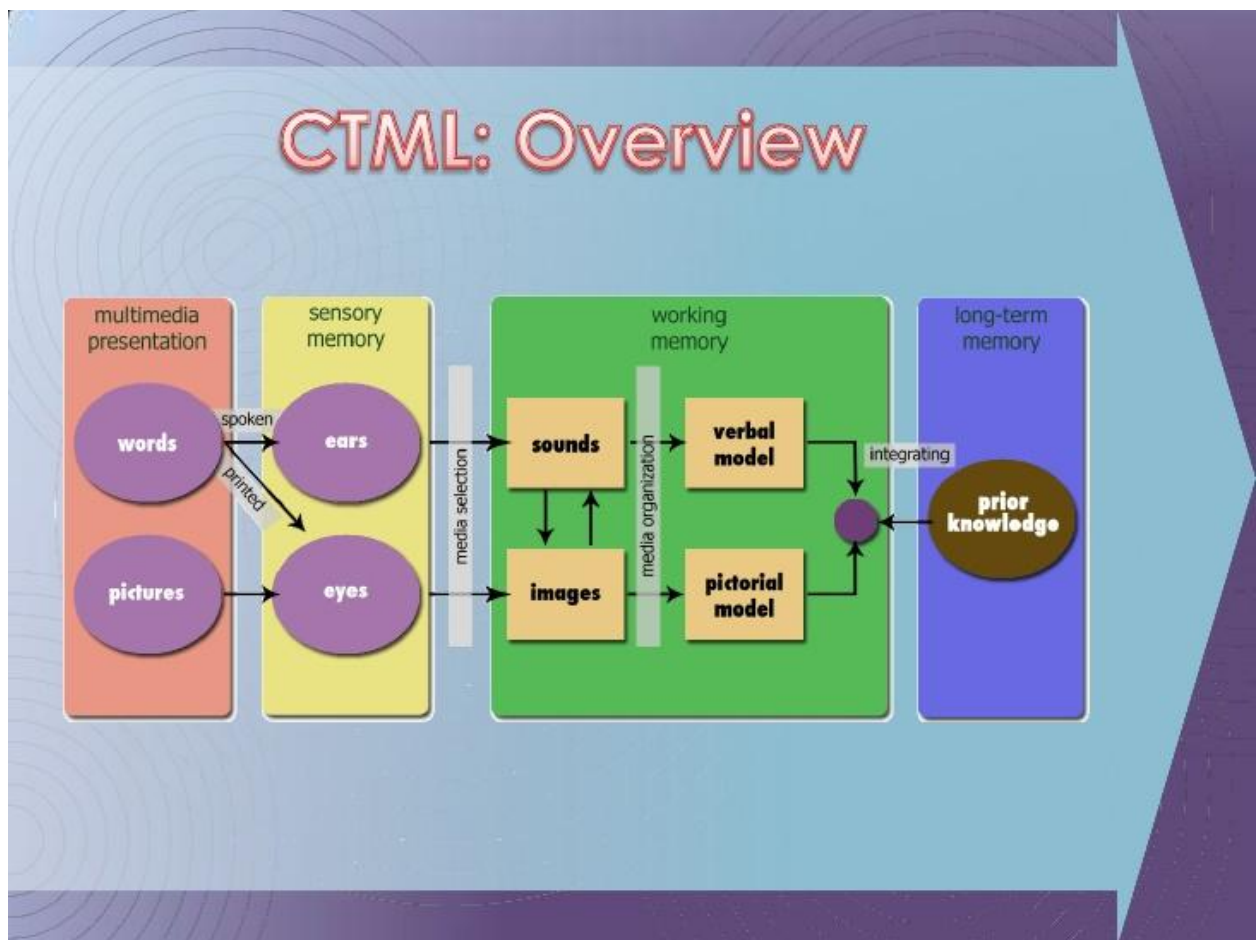 CTML: Overview
multimedia
presentation
words
pictures
spoken
printed
sensory
memory
ears
eyes
media selection
working
memory
sounds
images
media organization
verbal
model
pictorial
model
integrating
long-term
memory
prior
knowledge